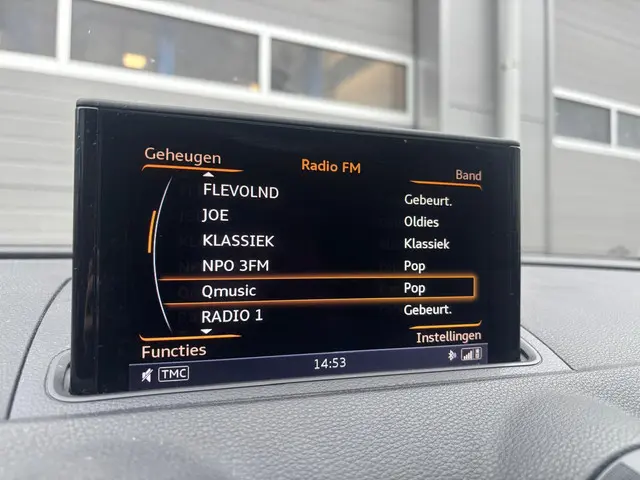 Geheugen
Radio FM
Band
FLEVOLND Gebeurt.
JOE Oldies
KLASSIEK Klassiek
NPO 3FM Pop
Qmusic Pop
RADIO 1 Gebeurt.
Functies
Instellingen
TMC
14:53